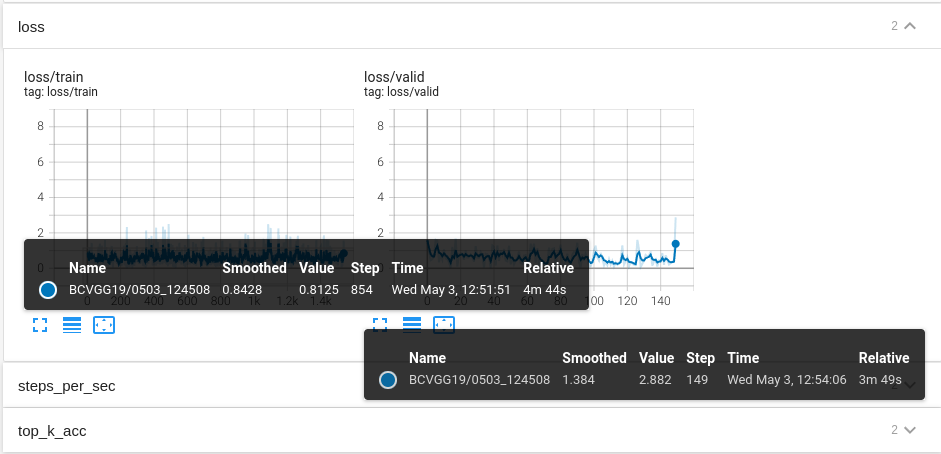 loss
2
loss/train
tag: loss/train
loss/valid
tag: loss/valid
8
6
4
2
0
8
6
4
2
Name Smoothed Value Step Time Relative
BCVGG19/0503_124508 0.8428 0.8125 854 Wed May 3, 12:51:51 4m 44s
0 200 400 600 800 1k 1.2k 1.4k
0 20 40 60 80 100 120 140
Name Smoothed Value Step Time Relative
BCVGG19/0503_124508 1.384 2.882 149 Wed May 3, 12:54:06 3m 49s
steps_per_sec
top_k_acc
2